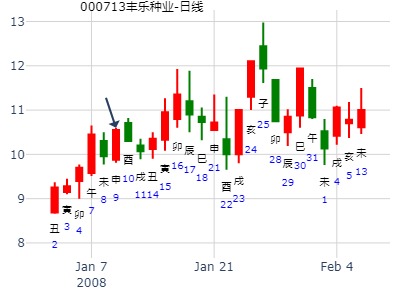 000713丰乐种业-日线
13
12
11
10
9
8
丑
2
寅
3
卯
4
午
7
未
8
申
9
酉
10
戌
11
丑
14
寅
15
卯
16
辰
17
巳
18
申
21
酉
22
戌
23
亥
24
子
25
卯
28
辰
29
巳
30
午
31
未
1
戌
4
亥
5
未
13
Jan 7
2008
Jan 21
Feb 4